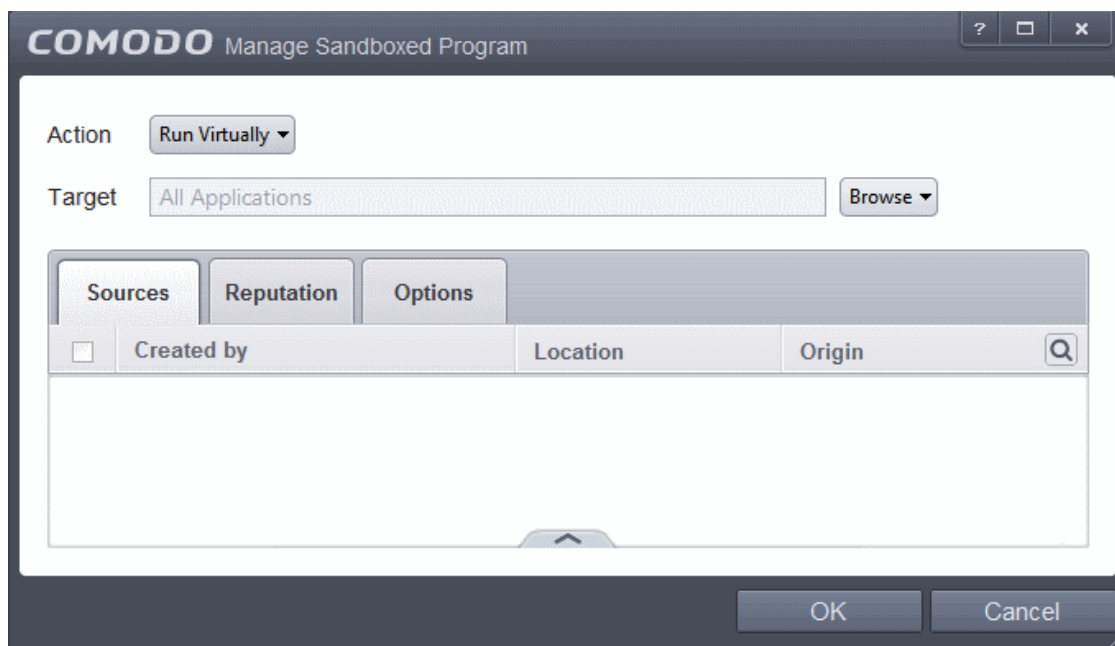 COMODO Manage Sandboxed Program ?
Action Run Virtually
Target All Applications Browse
Sources Reputation Options
Created by Location Origin
OK Cancel